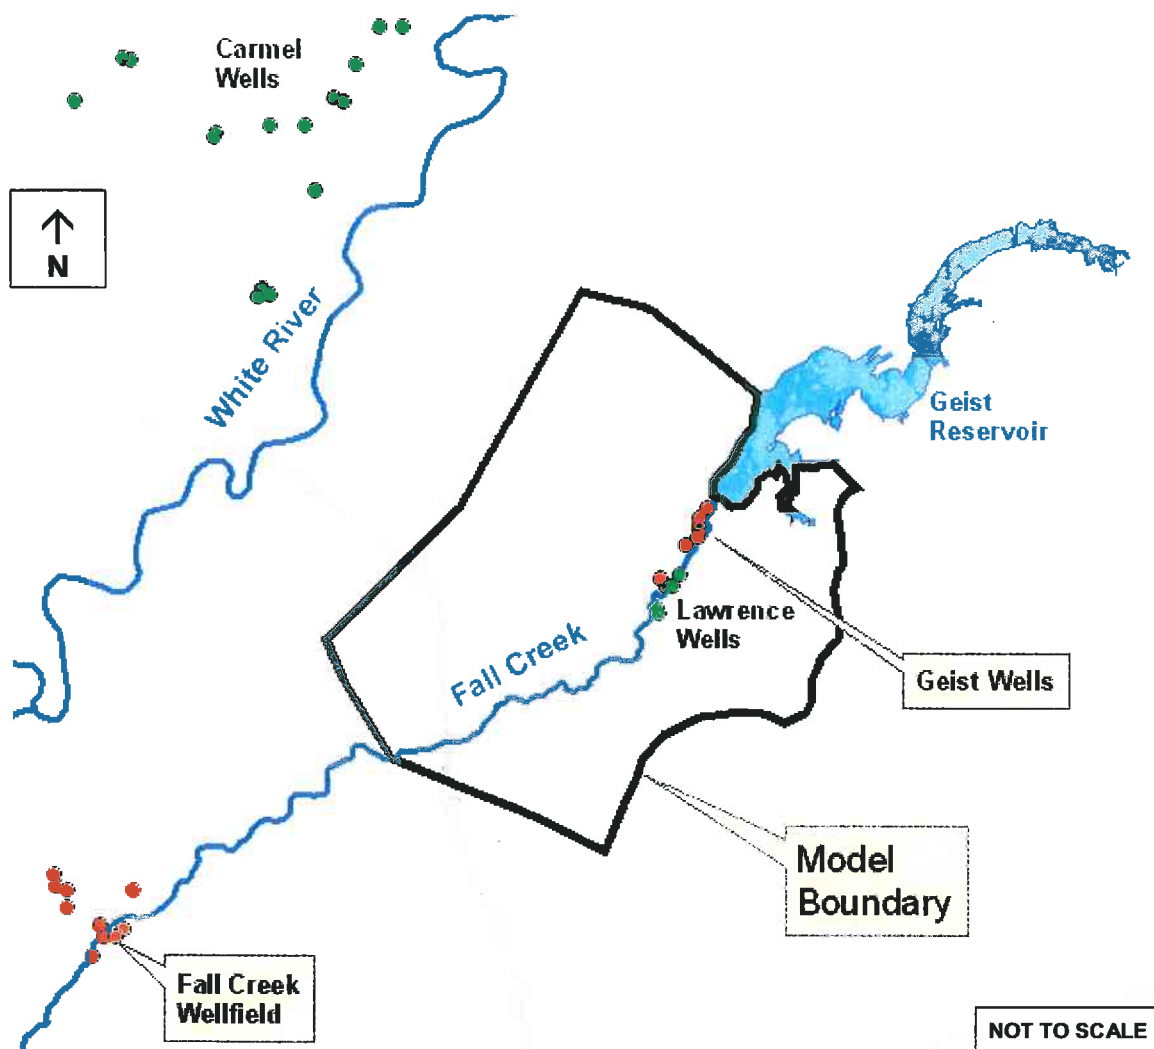 Carmel
Wells
N
White River
Geist
Reservoir
Lawrence
Wells
Fall Creek
Geist Wells
Model
Boundary
Fall Creek
Wellfield
NOT TO SCALE